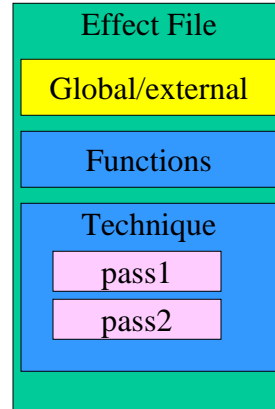 Effect File
Global/external
Functions
Technique
pass1
pass2